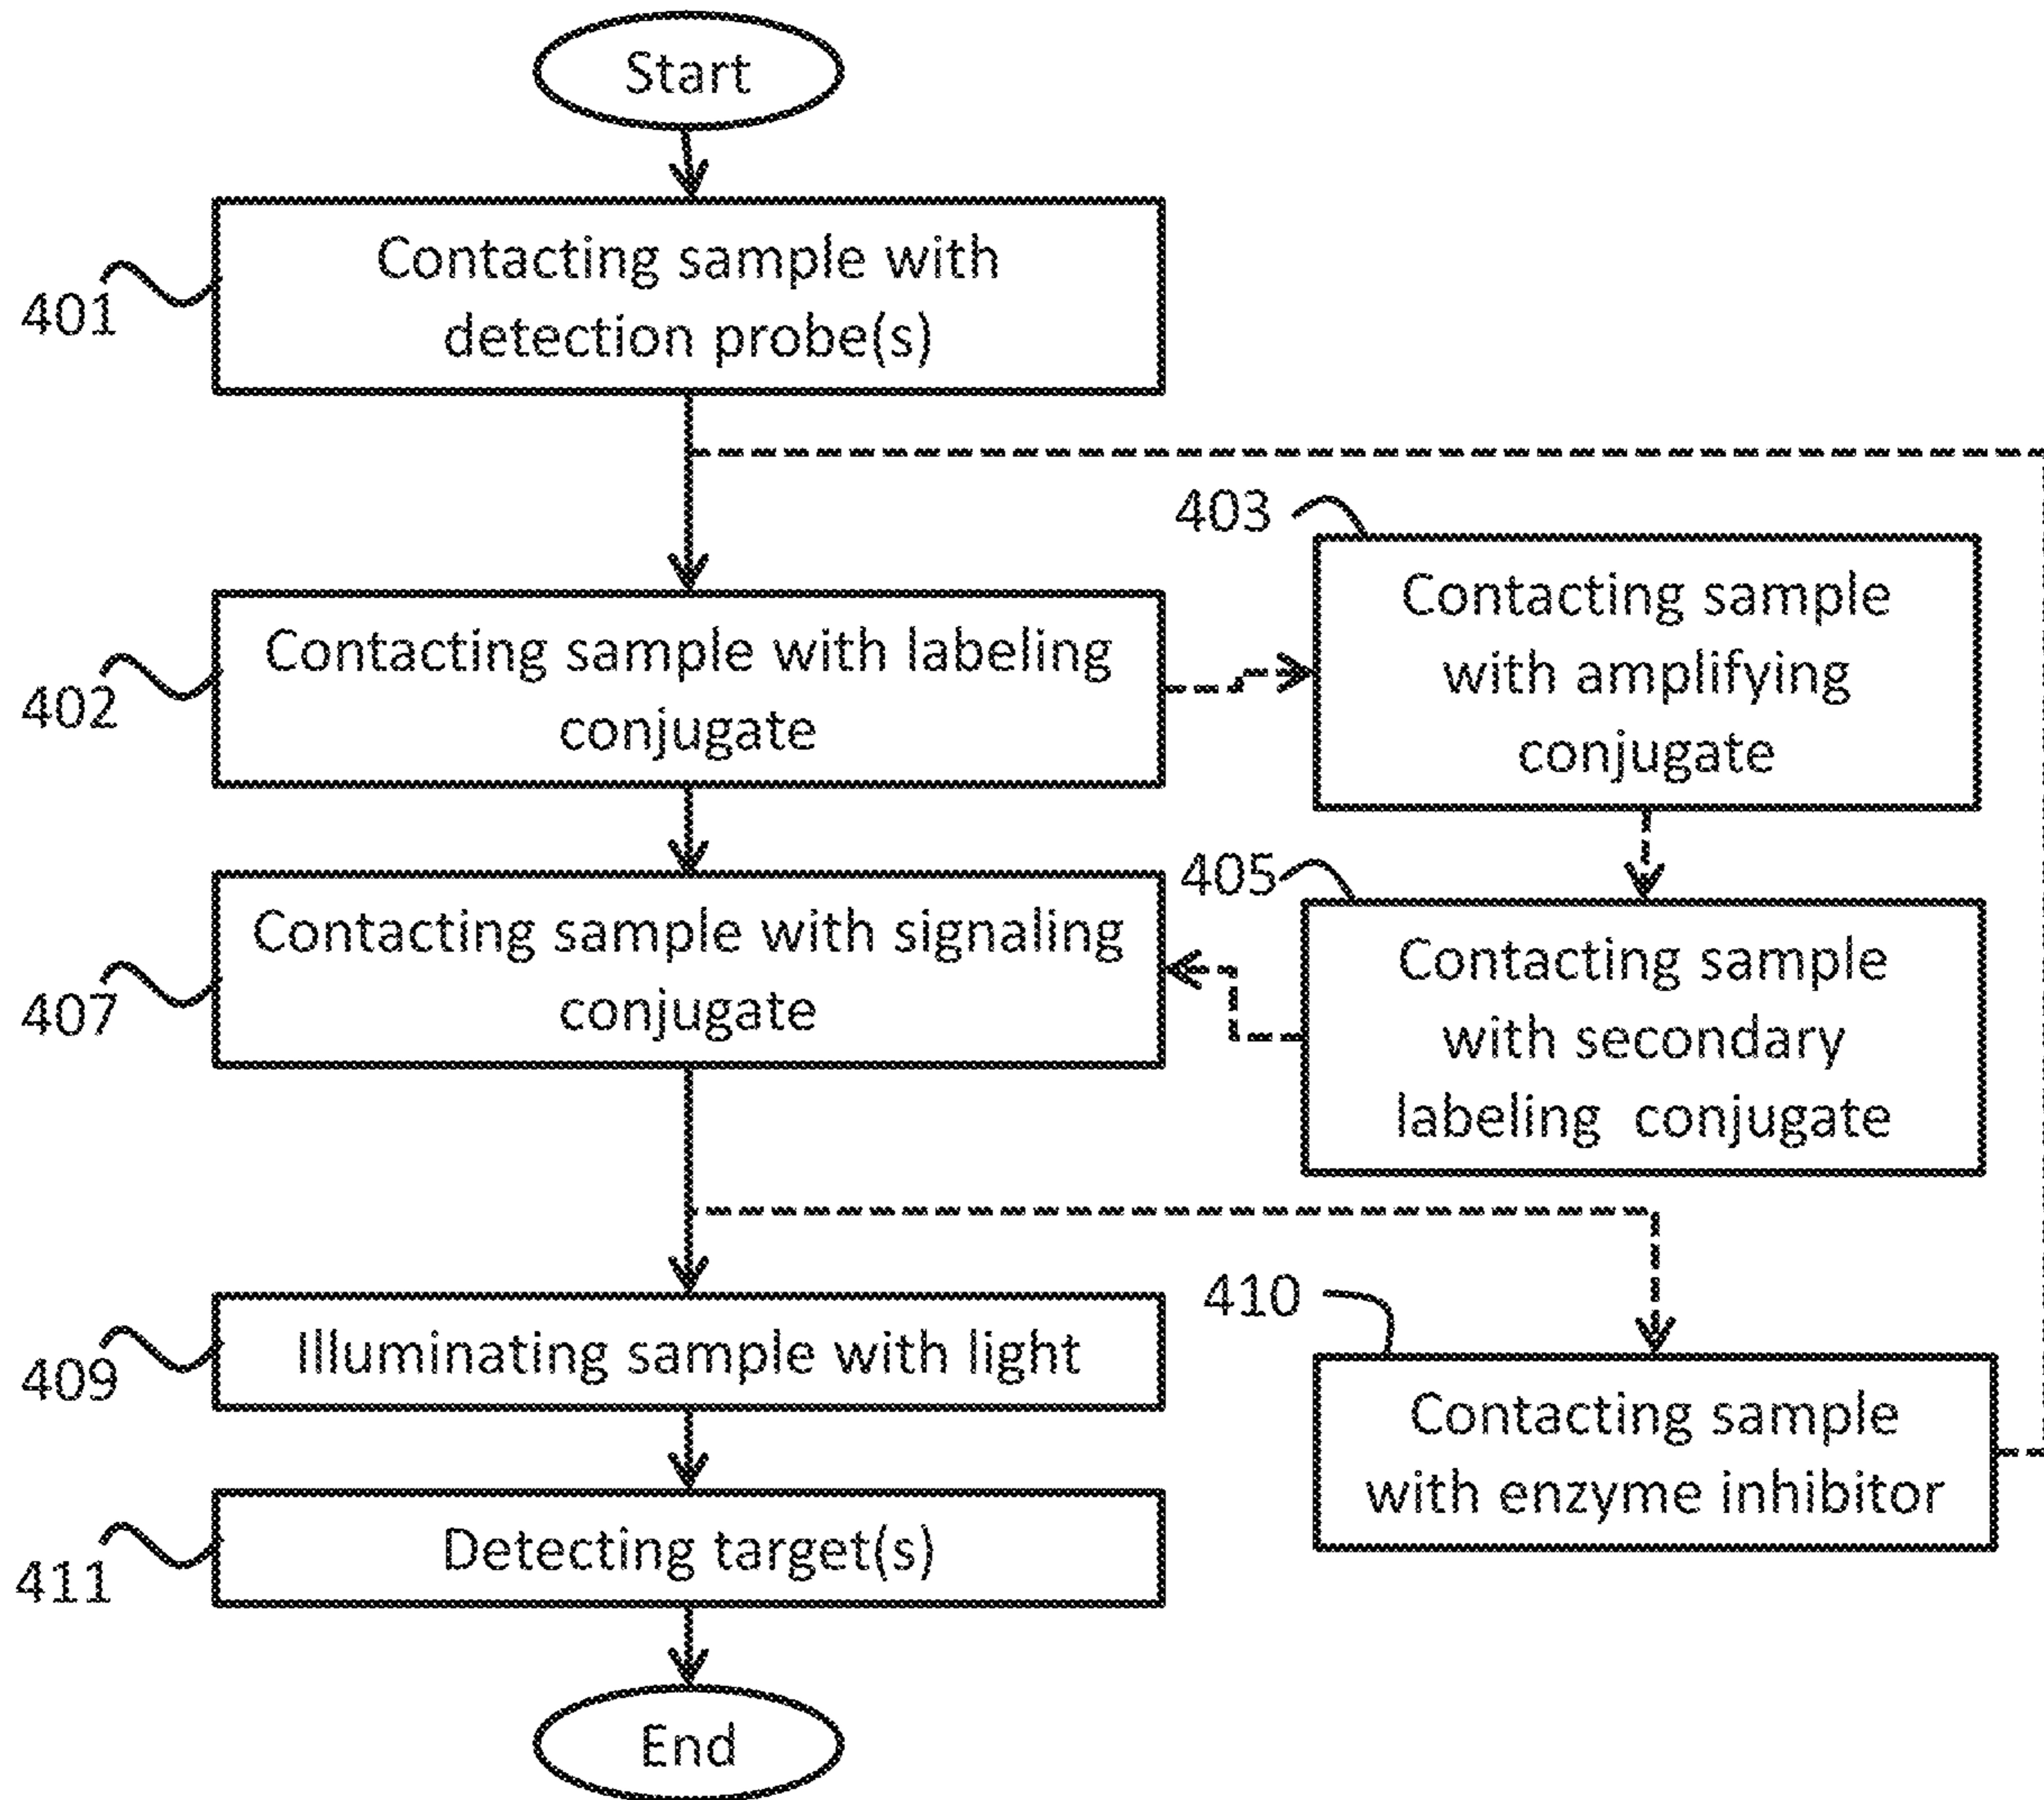 Start
Contacting sample with
detection probe(s)
401
403
Contacting sample
with amplifying
conjugate
Contacting sample with labeling
conjugate
402
405
Contacting sample with signaling
conjugate
407
Contacting sample
with secondary
labeling conjugate
410
Illuminating sample with light
409
Contacting sample
with enzyme inhibitor
Detecting target(s)
411
End